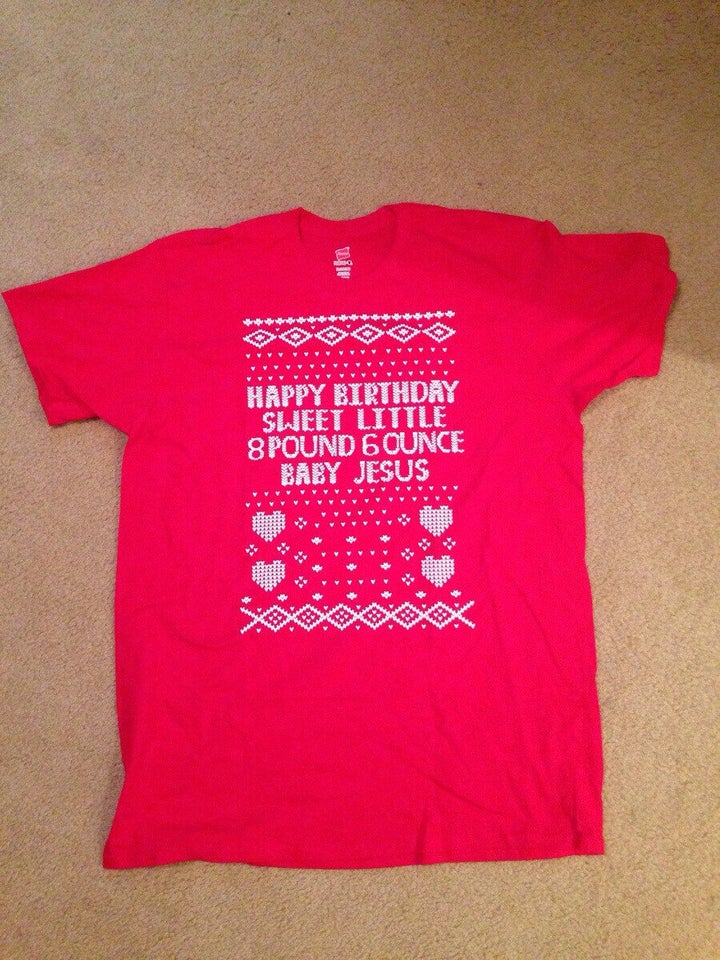 HAPPY BIRTHDAY
SWEET LITTLE
8 POUND 6 OUNCE
BABY JESUS